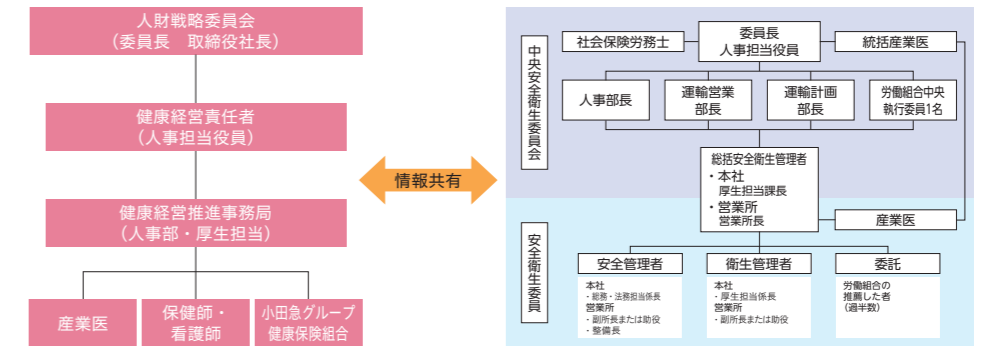 人財戦略委員会
(委員長 取締役社長)
健康経営責任者
(人事担当役員)
健康経営推進事務局
(人事部・厚生担当)
産業医
保健師・
看護師
小田急グループ
健康保険組合
情報共有
中央安全衛生委員会
社会保険労務士
委員長
人事担当役員
統括産業医
人事部長
運輸営業
部長
運輸計画
部長
労働組合中央
執行委員1名
総括安全衛生管理者
・本社
厚生担当課長
・営業所
営業所長
産業医
安全衛生委員
安全管理者
本社
・総務・法務担当係長
営業所
・副所長または助役
・整備長
衛生管理者
本社
・厚生担当係長
営業所
・副所長または助役
委託
労働組合の
推薦した者
(過半数)